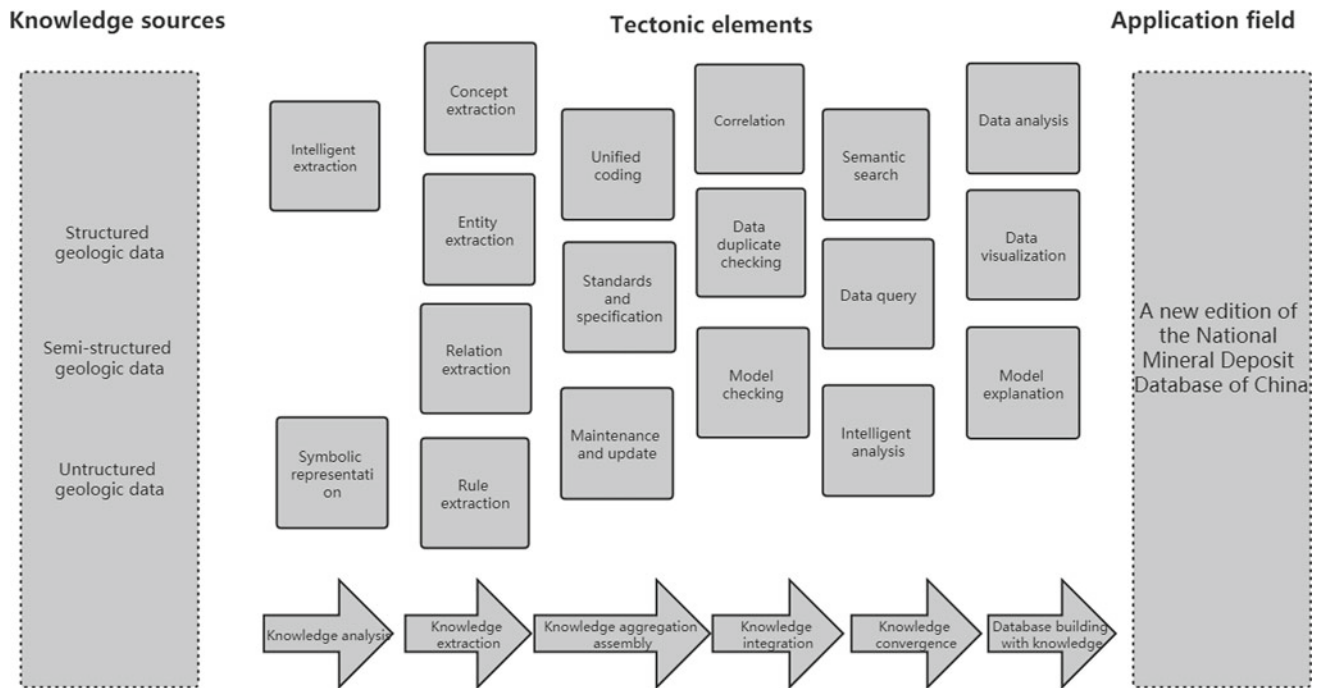 Knowledge sources
Tectonic elements
Application field
Structured
geologic data
Semi-structured
geologic data
Untructured
geologic data
Intelligent
extraction
Symbolic
representati
on
Concept
extraction
Entity
extraction
Relation
extraction
Rule
extraction
Unified
coding
Standards and
specification
Maintenance
and update
Correlation
Data
duplicate
checking
Model
checking
Semantic
search
Data query
Intelligent
analysis
Data analysis
Data
visualization
Model
explanation
A new edition of
the National
Mineral Deposit
Database of China
Knowledge analysis
Knowledge
extraction
Knowledge aggregation
assembly
Knowledge
integration
Knowledge
convergence
Database building
with knowledge